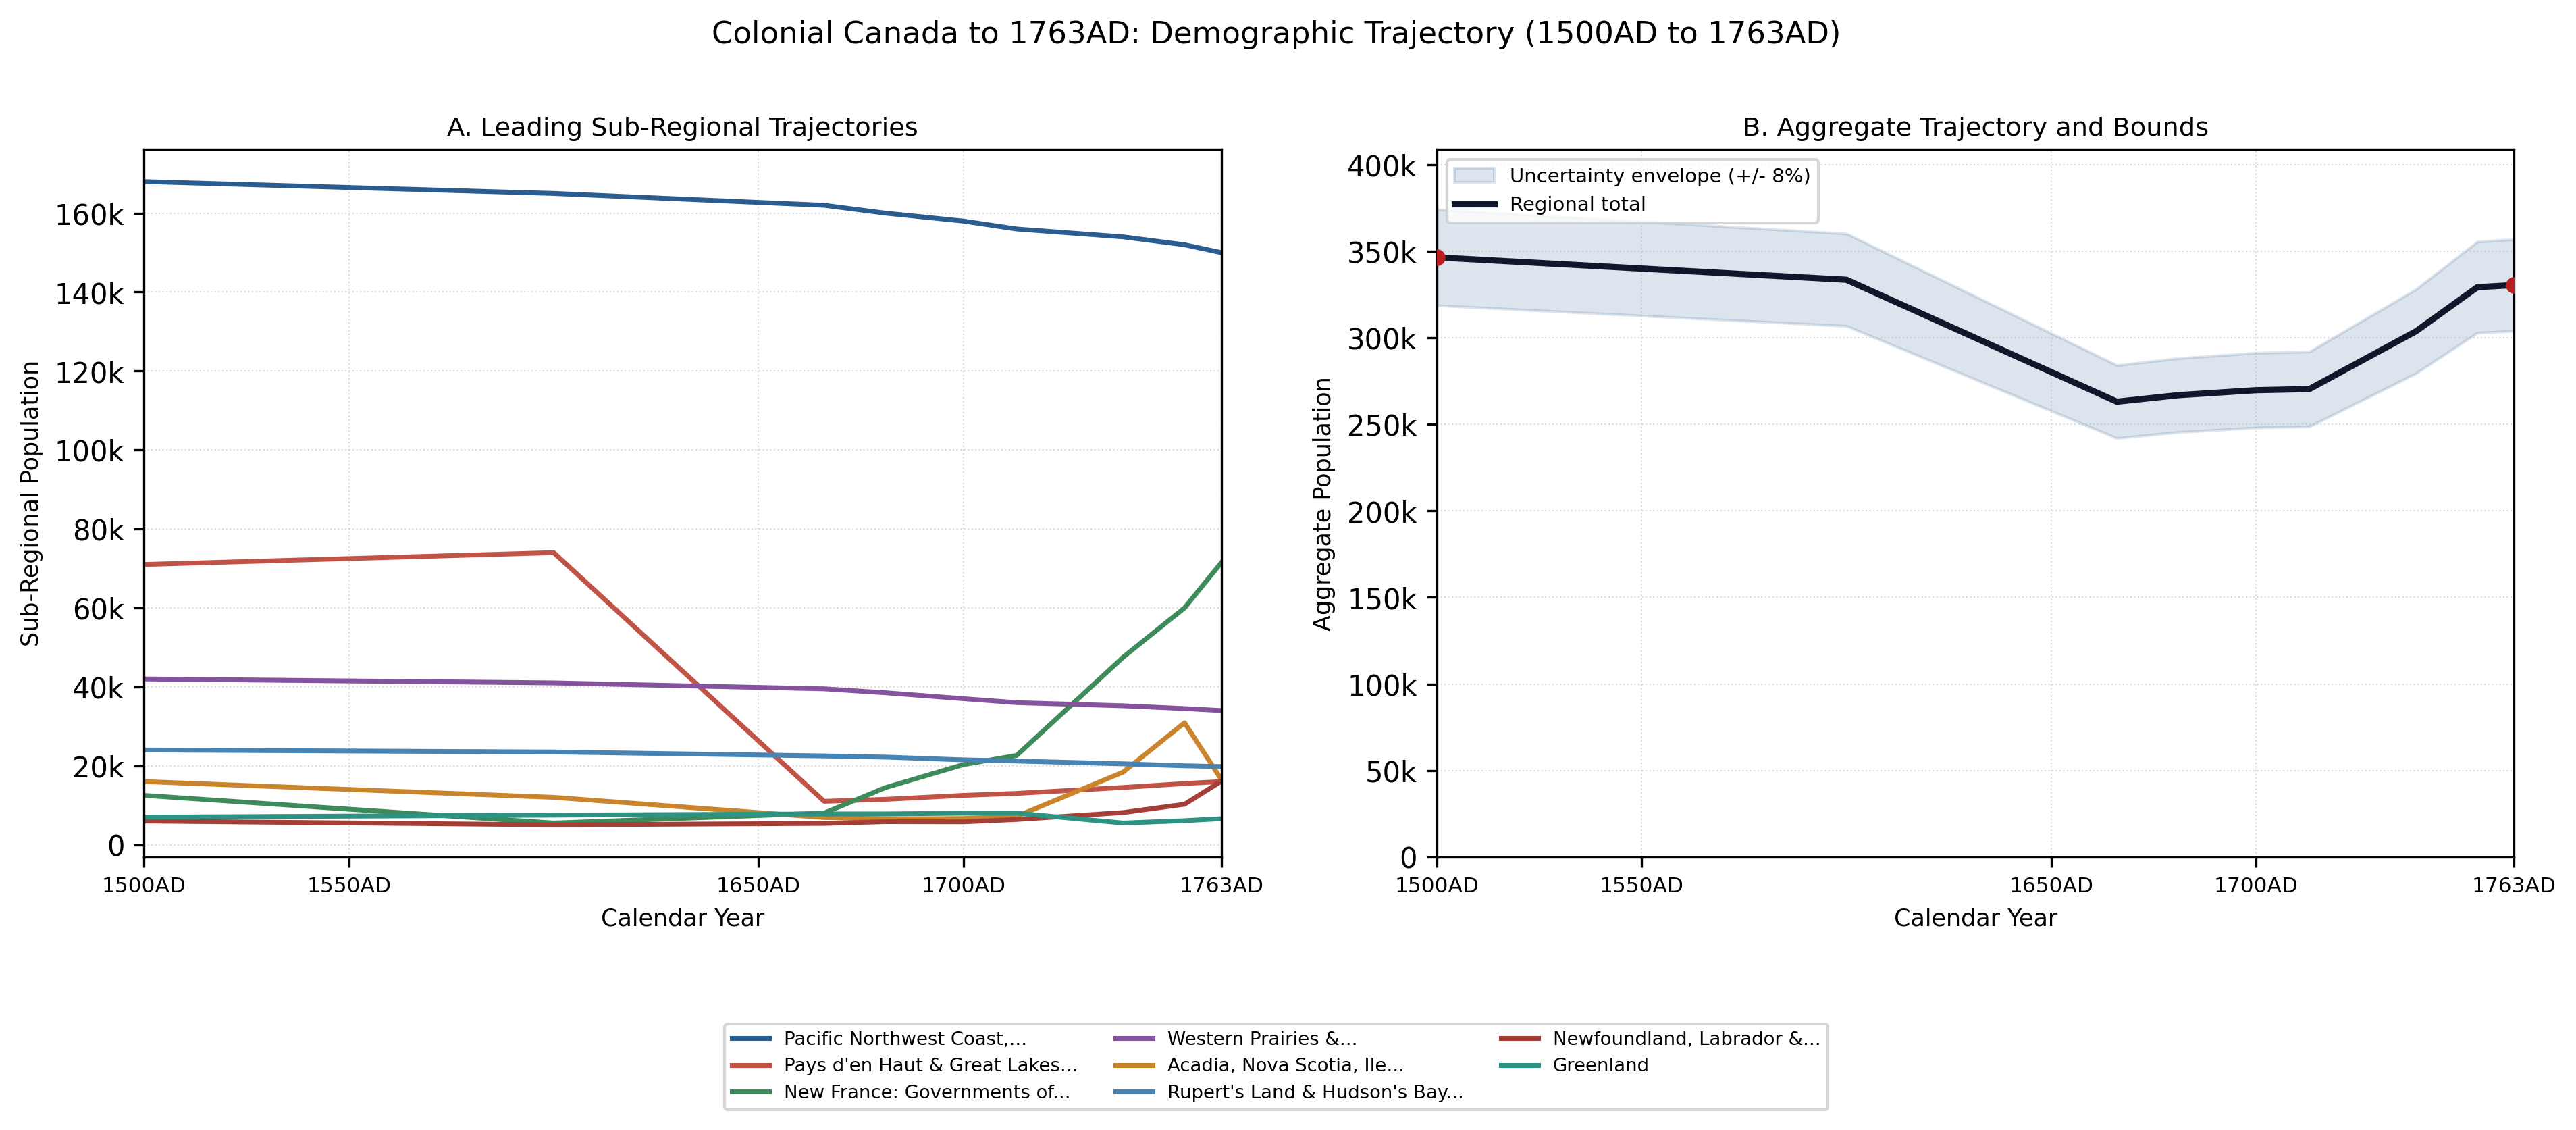 Colonial Canada to 1763AD: Demographic Trajectory (1500AD to 1763AD)
A. Leading Sub-Regional Trajectories
Sub-Regional Population
160k
140k
120k
100k
80k
60k
40k
20k
0
1500AD
1550AD
1650AD
1700AD
1763AD
Calendar Year
B. Aggregate Trajectory and Bounds
Uncertainty envelope (+/- 8%)
Regional total
Aggregate Population
400k
350k
300k
250k
200k
150k
100k
50k
0
1500AD
1550AD
1650AD
1700AD
1763AD
Calendar Year
Pacific Northwest Coast,...
Pays d'en Haut & Great Lakes...
New France: Governments of...
Western Prairies &...
Acadia, Nova Scotia, Ile...
Rupert's Land & Hudson's Bay...
Newfoundland, Labrador &...
Greenland